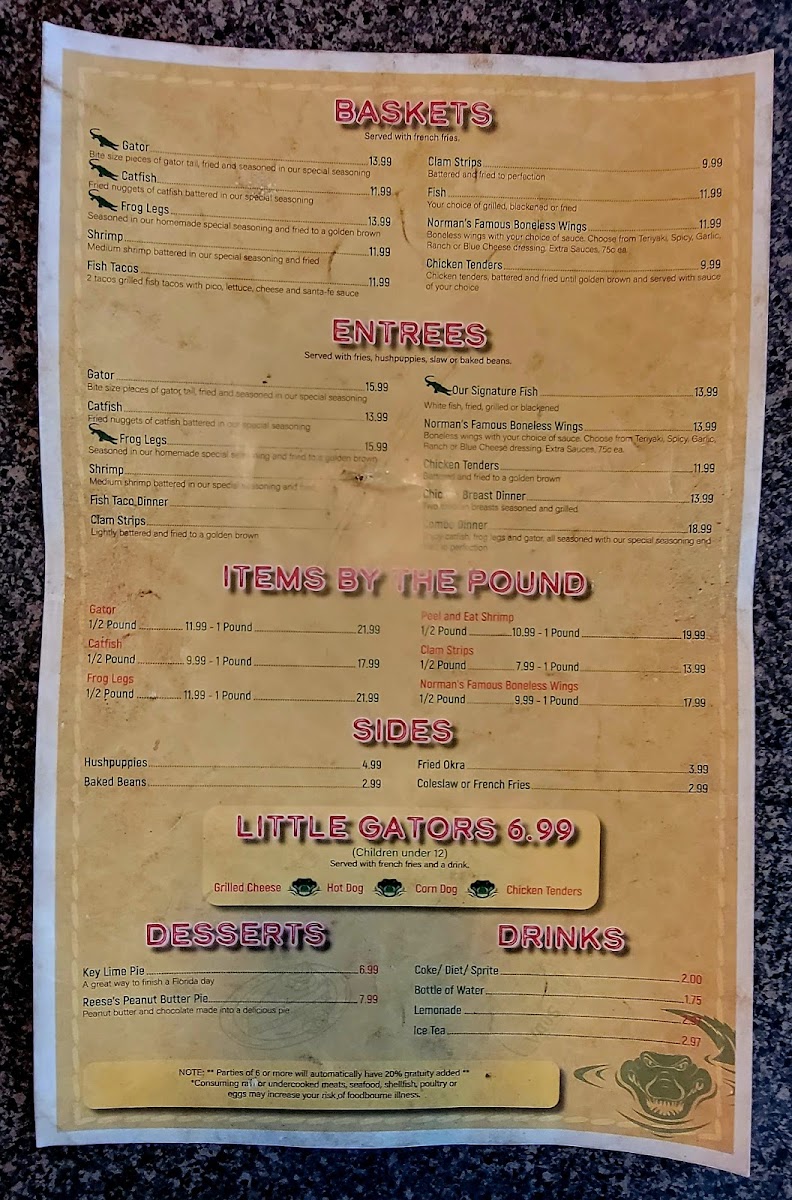 BASKETS
Served with french fries.
Gator 13.99
Bite size pieces of gator tail, fried and seasoned in our special seasoning
Catfish 11.99
Fried nuggets of catfish battered in our special seasoning
Frog Legs 13.99
Seasoned in our homemade special seasoning and fried to a golden brown
Shrimp 11.99
Medium shrimp battered in our special seasoning and fried
Fish Tacos 11.99
2 tacos grilled fish tacos with pico, lettuce, cheese and santa-fe sauce
Clam Strips 9.99
Battered and fried to perfection
Fish 11.99
Your choice of grilled, blackened or fried
Norman's Famous Boneless Wings 11.99
Boneless wings with your choice of sauce. Choose from Teriyaki, Spicy, Garlic,
Ranch or Blue Cheese dressing. Extra Sauces, 75c ea.
Chicken Tenders 9.99
Chicken tenders, battered and fried until golden brown and served with sauce
of your choice
ENTREES
Served with fries, hushpuppies, slaw or baked beans.
Gator 15.99
Bite size pieces of gator tail, fried and seasoned in our special seasoning
Catfish 13.99
Fried nuggets of catfish battered in our special seasoning
Frog Legs 15.99
Seasoned in our homemade special seasoning and fried to a golden brown
Shrimp
Medium shrimp battered in our special seasoning and fried
Fish Taco Dinner
Clam Strips
Lightly battered and fried to a golden brown
Our Signature Fish 13.99
White fish, fried, grilled or blackened
Norman's Famous Boneless Wings 13.99
Boneless wings with your choice of sauce. Choose from Teriyaki, Spicy, Garlic,
Ranch or Blue Cheese dressing. Extra Sauces, 75c ea.
Chicken Tenders 11.99
and fried to a golden brown
Breast Dinner 13.99
breasts seasoned and grilled
Combo Dinner 18.99
catfish, frog legs and gator, all seasoned with our special seasoning and
to perfection
ITEMS BY THE POUND
Gator
1/2 Pound 11.99 - 1 Pound 21.99
Catfish
1/2 Pound 9.99 - 1 Pound 17.99
Frog Legs
1/2 Pound 11.99 - 1 Pound 21.99
Peel and Eat Shrimp
1/2 Pound 10.99 - 1 Pound 19.99
Clam Strips
1/2 Pound 7.99 - 1 Pound 13.99
Norman's Famous Boneless Wings
1/2 Pound 9.99 - 1 Pound 17.99
SIDES
Hushpuppies 4.99
Baked Beans 2.99
Fried Okra 3.99
Coleslaw or French Fries 2.99
LITTLE GATORS 6.99
(Children under 12)
Served with french fries and a drink.
Grilled Cheese Hot Dog Corn Dog Chicken Tenders
DESSERTS
Key Lime Pie 6.99
A great way to finish a Florida day
Reese's Peanut Butter Pie 7.99
Peanut butter and chocolate made into a delicious pie
DRINKS
Coke/ Diet/ Sprite 2.00
Bottle of Water 1.75
Lemonade 2.97
Ice Tea 2.97
NOTE: ** Parties of 6 or more will automatically have 20% gratuity added **
*Consuming raw or undercooked meats, seafood, shellfish, poultry or
eggs may increase your risk of foodbourne illness.